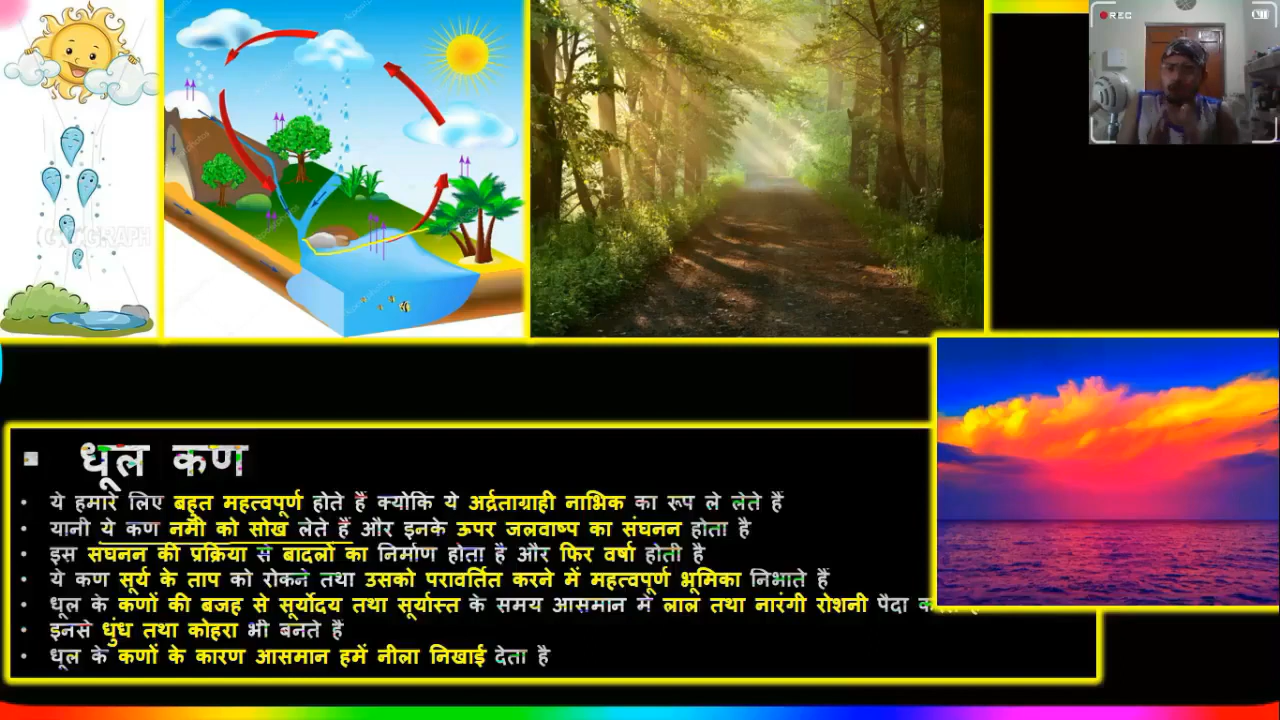 REC
धूल कण
ये हमारे लिए बहुत महत्वपूर्ण होते हैं क्योकि ये अर्द्रताग्राही नाभिक का रूप ले लेते हैं
यानी ये कण नमी को सोख लेते हैं और इनके ऊपर जलवाष्प का संघनन होता है
इस संघनन की प्रक्रिया से बादलों का निर्माण होता है और फिर वर्षा होती है
ये कण सूर्य के ताप को रोकने तथा उसको परावर्तित करने में महत्वपूर्ण भूमिका निभाते हैं
धूल के कणों की बजह से सूर्योदय तथा सूर्यास्त के समय आसमान में लाल तथा नारंगी रोशनी पैदा
इनसे धुंध तथा कोहरा भी बनते हैं
धूल के कणों के कारण आसमान हमें नीला निखाई देता है